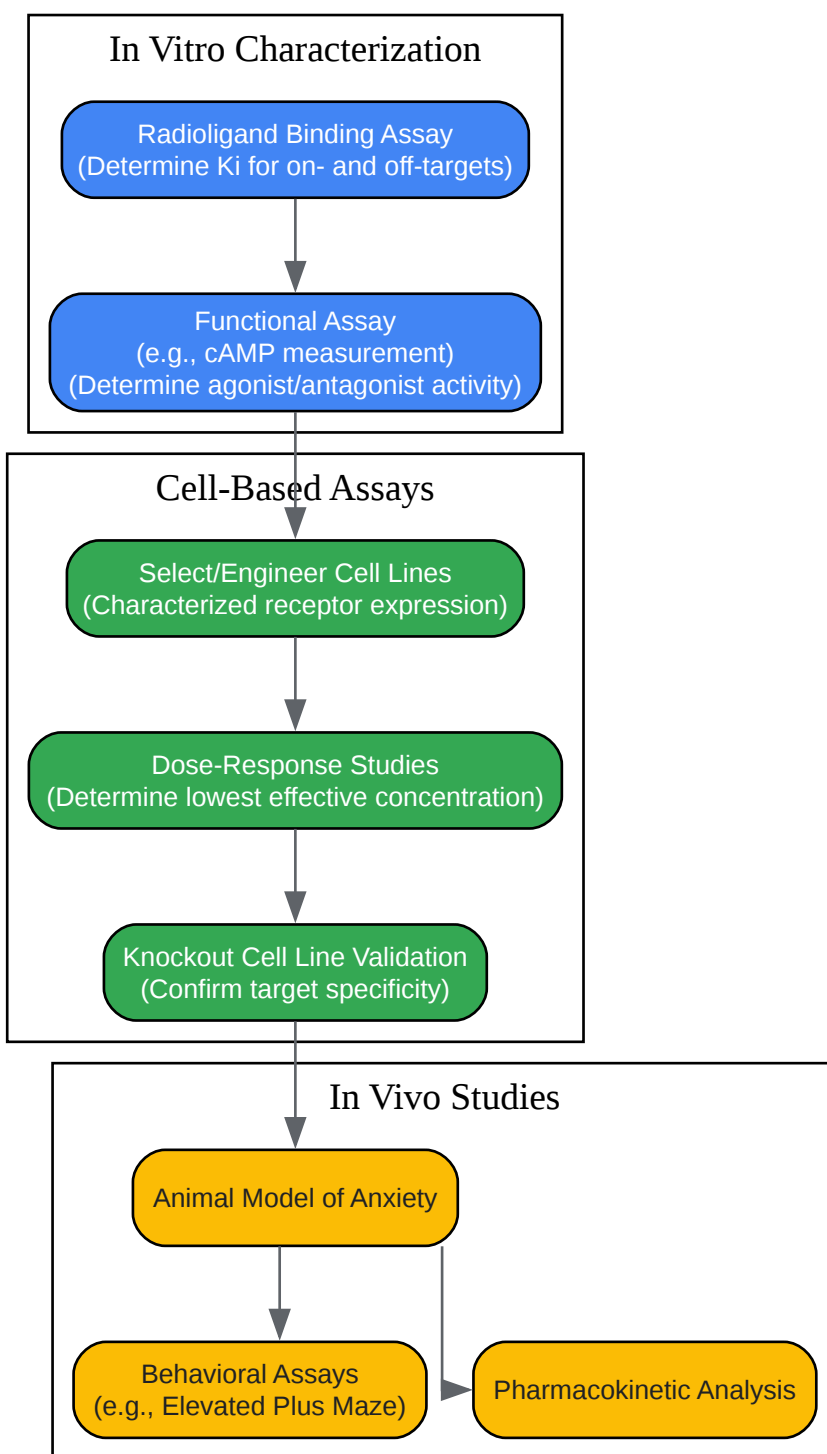 In Vitro Characterization
Radioligand Binding Assay
(Determine Ki for on- and off-targets)
Functional Assay
(e.g., cAMP measurement)
(Determine agonist/antagonist activity)
Cell-Based Assays
Select/Engineer Cell Lines
(Characterized receptor expression)
Dose-Response Studies
(Determine lowest effective concentration)
Knockout Cell Line Validation
(Confirm target specificity)
In Vivo Studies
Animal Model of Anxiety
Behavioral Assays
(e.g., Elevated Plus Maze)
Pharmacokinetic Analysis